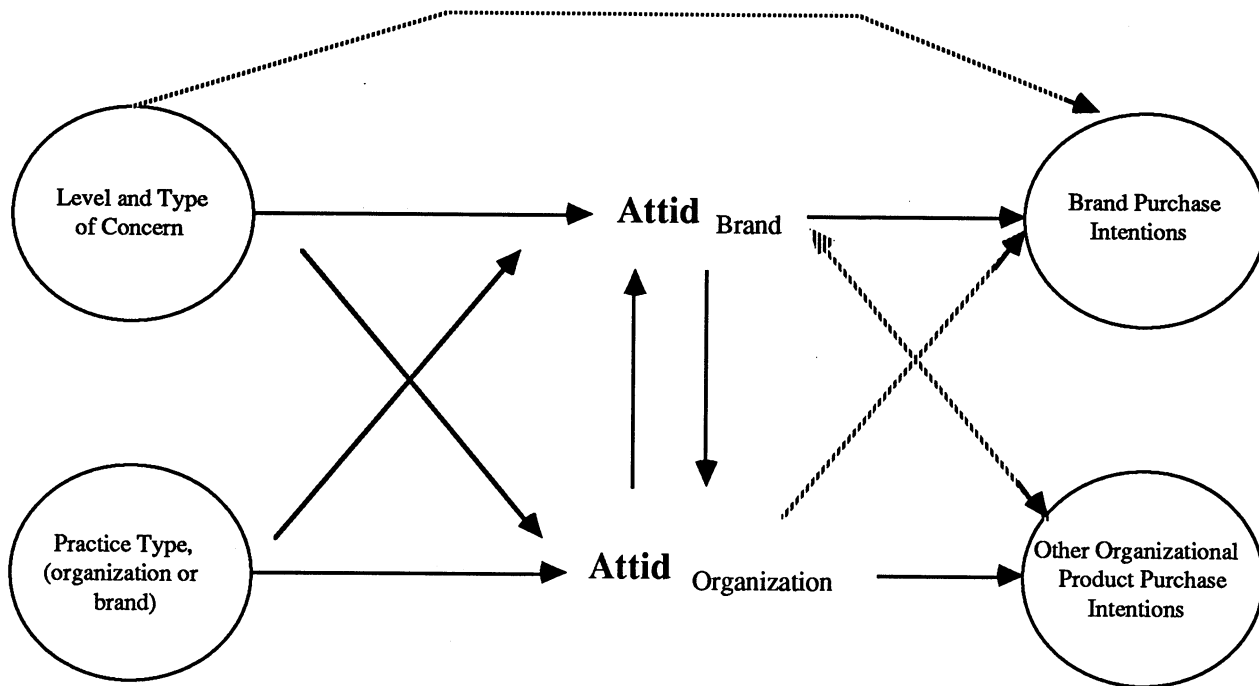 Level and Type
of Concern
Attid Brand
Brand Purchase
Intentions
Practice Type,
(organization or
brand)
Attid Organization
Other Organizational
Product Purchase
Intentions